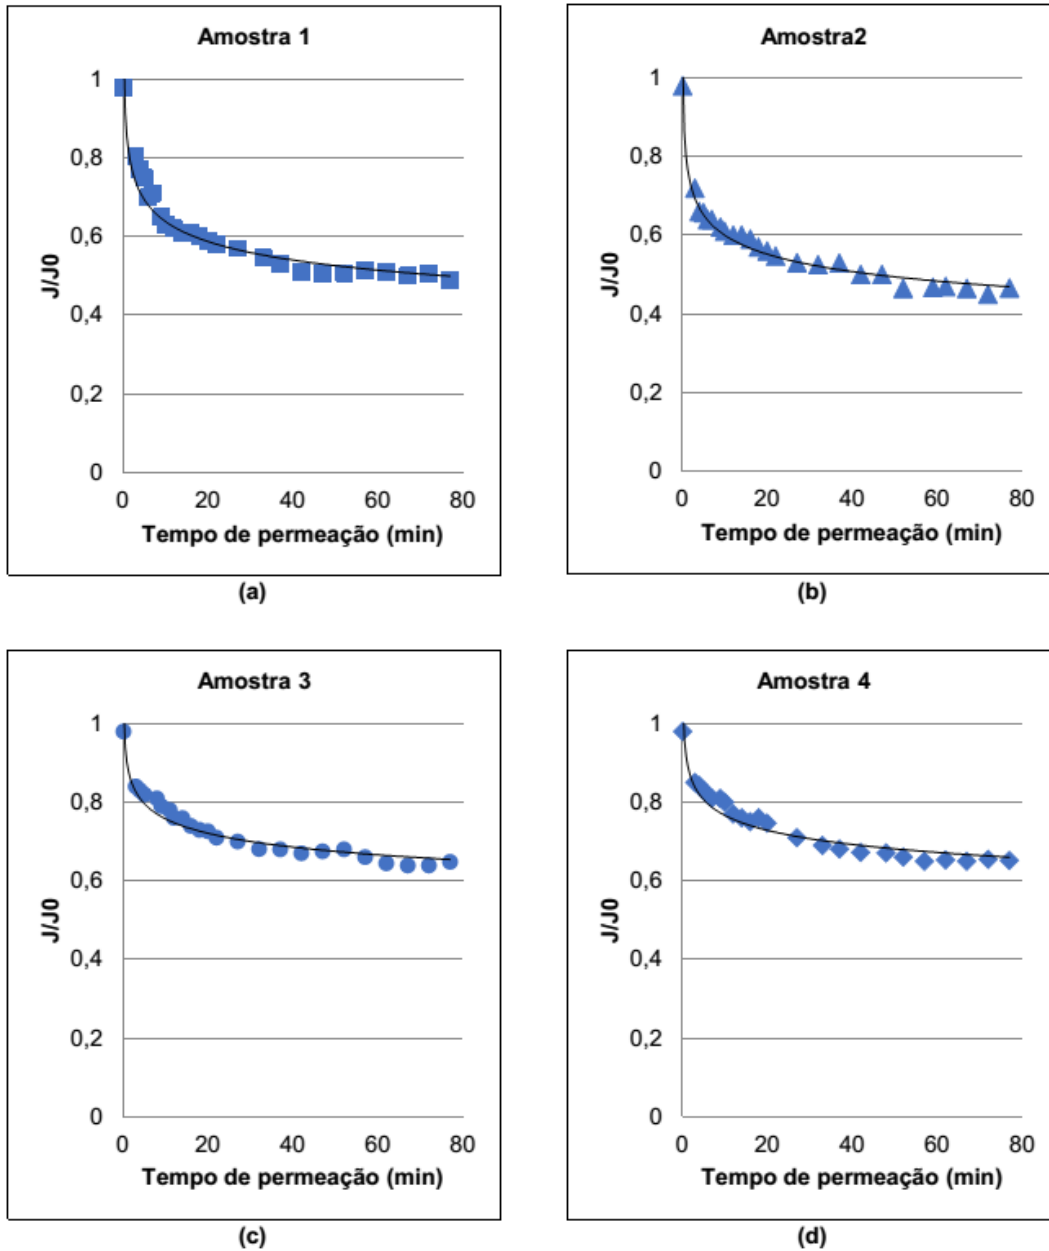 Amostra 1
1
0,8
0,6
0,4
0,2
0
J/J0
0 20 40 60 80
Tempo de permeação (min)
(a)
Amostra2
1
0,8
0,6
0,4
0,2
0
J/J0
0 20 40 60 80
Tempo de permeação (min)
(b)
Amostra 3
1
0,8
0,6
0,4
0,2
0
J/J0
0 20 40 60 80
Tempo de permeação (min)
(c)
Amostra 4
1
0,8
0,6
0,4
0,2
0
J/J0
0 20 40 60 80
Tempo de permeação (min)
(d)